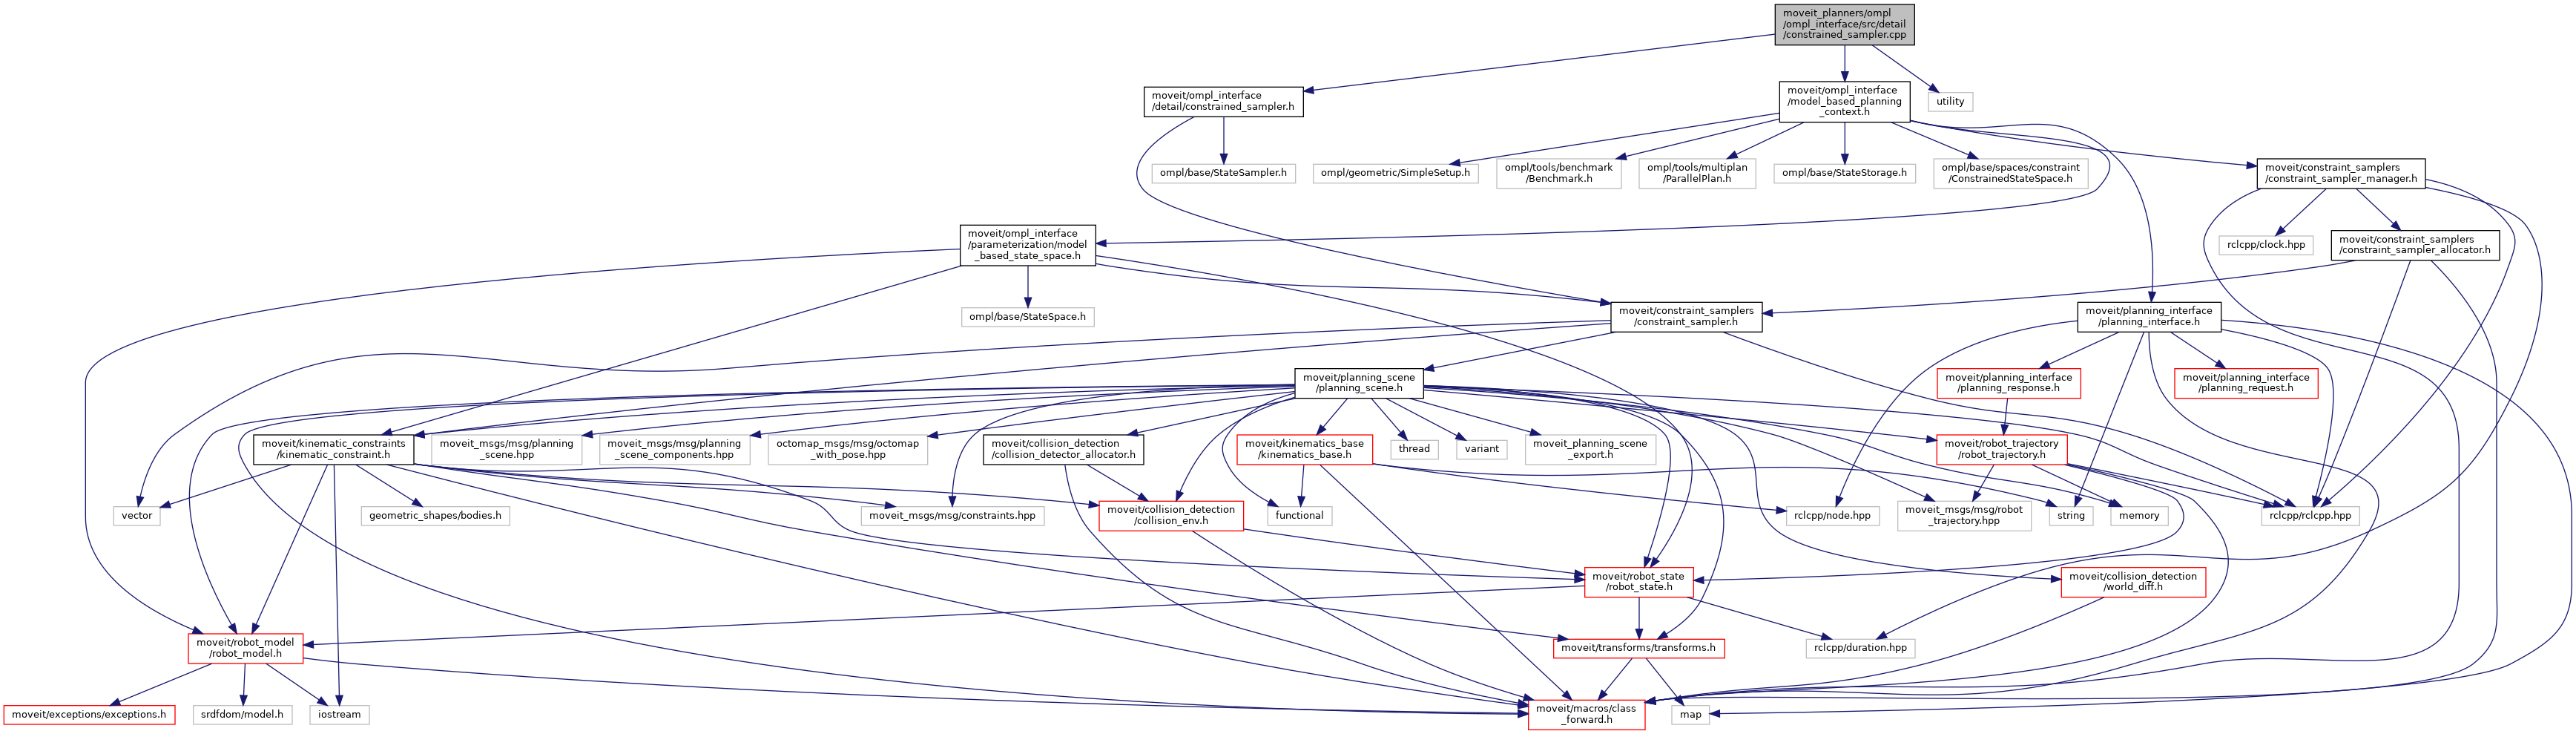 moveit_planners/ompl
/ompl_interface/src/detail
/constrained_sampler.cpp
moveit/ompl_interface
/detail/constrained_sampler.h
moveit/ompl_interface
/model_based_planning
_context.h
utility
ompl/base/StateSampler.h
ompl/geometric/SimpleSetup.h
ompl/tools/benchmark
/Benchmark.h
ompl/tools/multiplan
/ParallelPlan.h
ompl/base/StateStorage.h
ompl/base/spaces/constraint
/ConstrainedStateSpace.h
moveit/constraint_samplers
/constraint_sampler_manager.h
moveit/ompl_interface
/parameterization/model
_based_state_space.h
rclcpp/clock.hpp
moveit/constraint_samplers
/constraint_sampler_allocator.h
ompl/base/StateSpace.h
moveit/constraint_samplers
/constraint_sampler.h
moveit/planning_interface
/planning_interface.h
moveit/planning_scene
/planning_scene.h
moveit/planning_interface
/planning_response.h
moveit/planning_interface
/planning_request.h
moveit/kinematic_constraints
/kinematic_constraint.h
moveit_msgs/msg/planning
_scene.hpp
moveit_msgs/msg/planning
_scene_components.hpp
octomap_msgs/msg/octomap
_with_pose.hpp
moveit/collision_detection
/collision_detector_allocator.h
moveit/kinematics_base
/kinematics_base.h
thread
variant
moveit_planning_scene
_export.h
moveit/robot_trajectory
/robot_trajectory.h
vector
geometric_shapes/bodies.h
moveit_msgs/msg/constraints.hpp
moveit/collision_detection
/collision_env.h
functional
rclcpp/node.hpp
moveit_msgs/msg/robot
_trajectory.hpp
string
memory
rclcpp/rclcpp.hpp
moveit/robot_state
/robot_state.h
moveit/collision_detection
/world_diff.h
moveit/robot_model
/robot_model.h
moveit/transforms/transforms.h
rclcpp/duration.hpp
moveit/exceptions/exceptions.h
srdfdom/model.h
iostream
moveit/macros/class
_forward.h
map